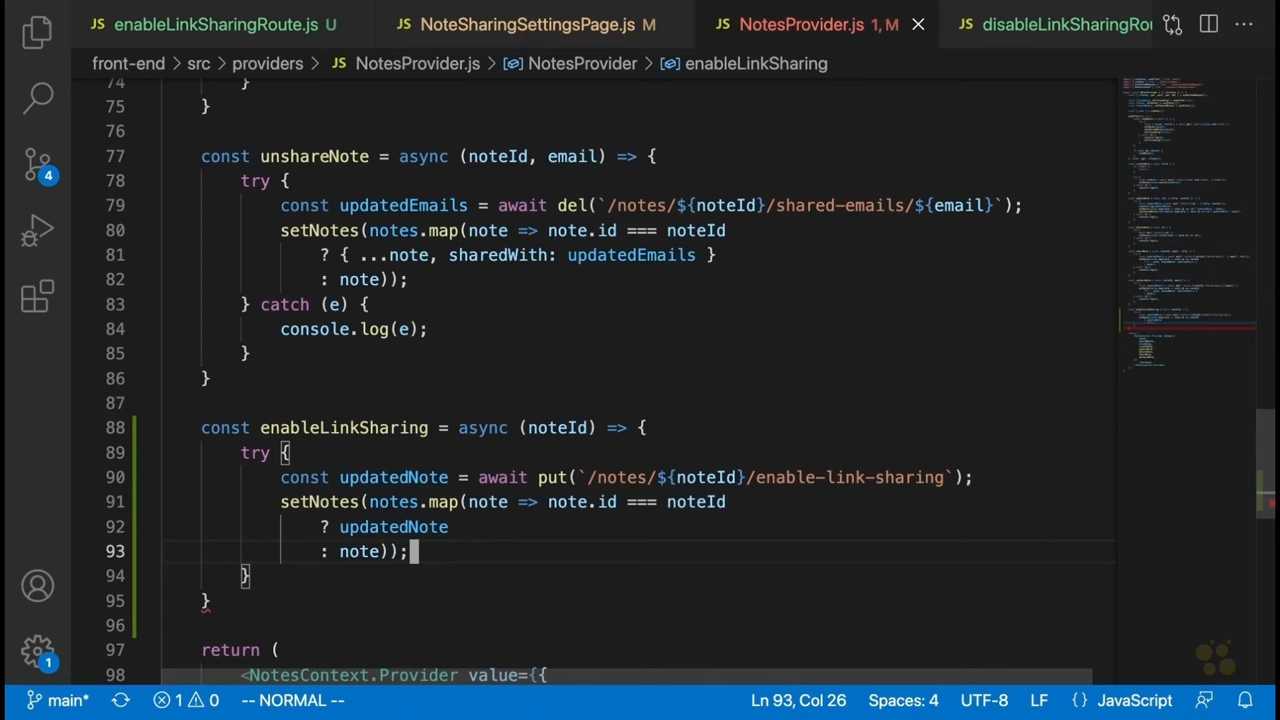 JS enableLinkSharingRoute.js U JS NoteSharingSettingsPage.js M JS NotesProvider.js 1, M JS disableLinkSharingRou
front-end > src > providers > JS NotesProvider.js > NotesProvider > enableLinkSharing
74 }
75 }
76
77 const unshareNote = async (noteId, email) => {
78 try {
79 const updatedEmails = await del(`/notes/${noteId}/shared-emails/${email}`);
80 setNotes(notes.map(note => note.id === noteId
81 ? { ...note, sharedWith: updatedEmails }
82 : note));
83 } catch (e) {
84 console.log(e);
85 }
86 }
87
88 const enableLinkSharing = async (noteId) => {
89 try {
90 const updatedNote = await put(`/notes/${noteId}/enable-link-sharing`);
91 setNotes(notes.map(note => note.id === noteId
92 ? updatedNote
93 : note));
94 }
95 }
96
97 return (
98 <NotesContext.Provider value={{
4
1
main* 1 0 -- NORMAL -- Ln 93, Col 26 Spaces: 4 UTF-8 LF {} JavaScript